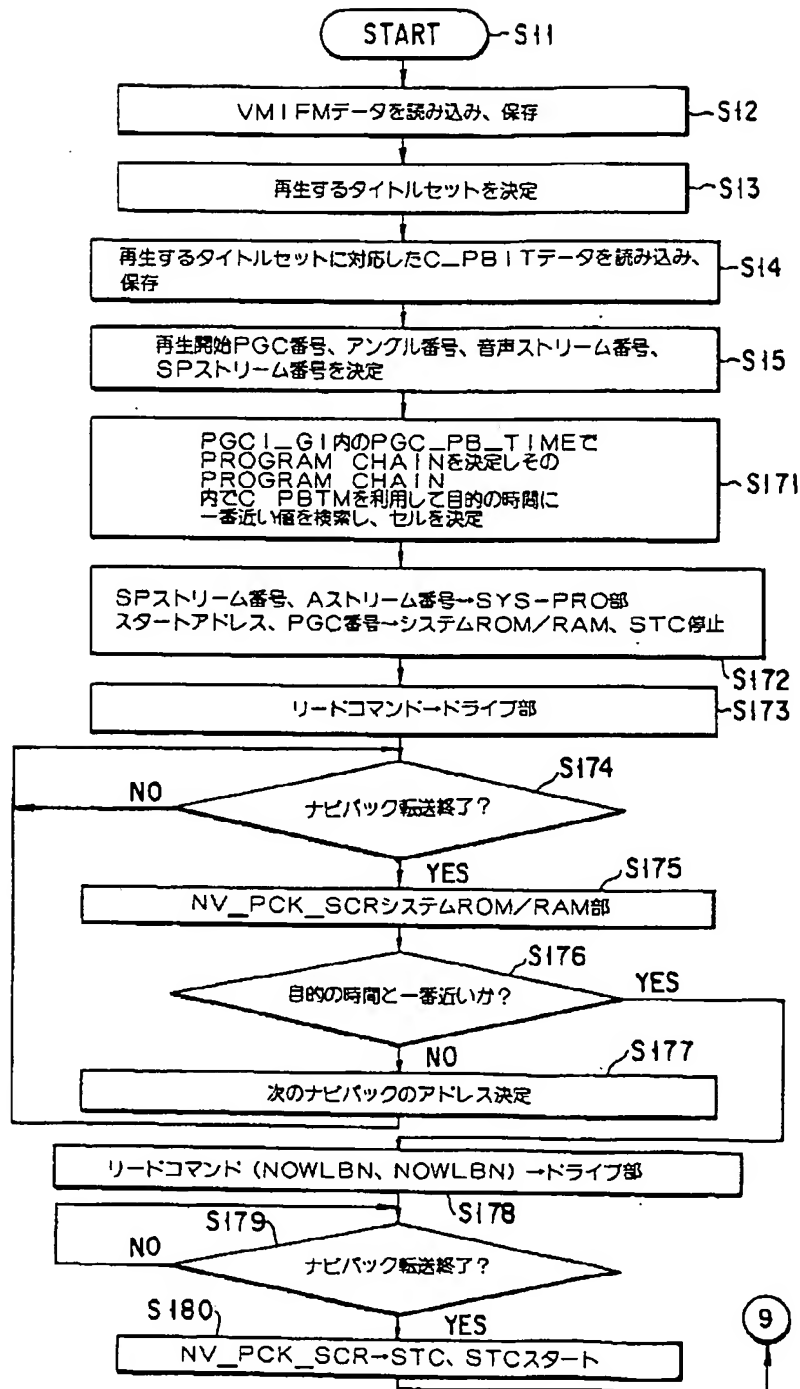 START
S11
VMIFMデータを読み込み、保存
S12
再生するタイトルセットを決定
S13
再生するタイトルセットに対応したC_PBITデータを読み込み、
保存
S14
再生開始PGC番号、アングル番号、音声ストリーム番号、
SPストリーム番号を決定
S15
PGCI_GI内のPGC_PB_TIMEで
PROGRAM CHAINを決定しその
PROGRAM CHAIN
内でC_PBTMを利用して目的の時間に
一番近い値を検索し、セルを決定
S171
SPストリーム番号、Aストリーム番号→SYS-PRO部
スタートアドレス、PGC番号→システムROM/RAM、STC停止
S172
リードコマンド→ドライブ部
S173
S174
NO
ナビパック転送終了?
YES
S175
NV_PCK_SCRシステムROM/RAM部
S176
目的の時間と一番近いか?
YES
NO
S177
次のナビパックのアドレス決定
リードコマンド(NOWLBN、NOWLBN)→ドライブ部
S178
S179
NO
ナビパック転送終了?
YES
S180
NV_PCK_SCR→STC、STCスタート
9